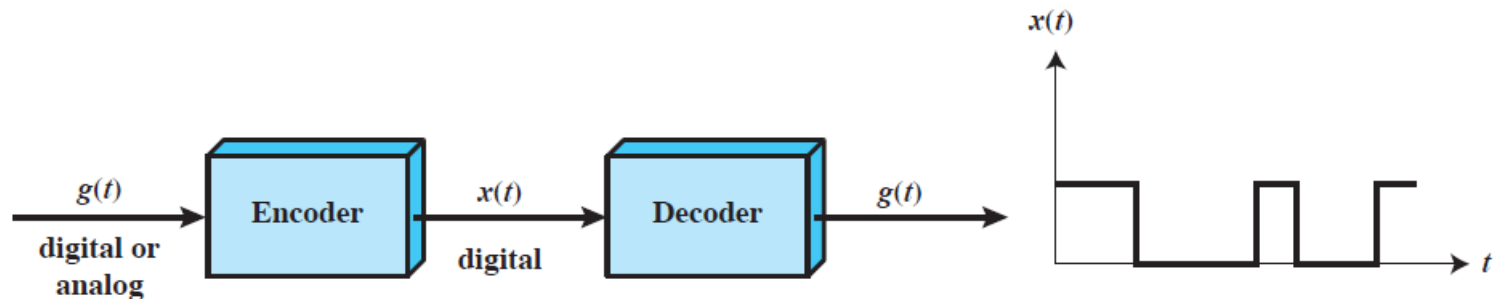 g(t)
digital or
analog
Encoder
x(t)
digital
Decoder
g(t)
x(t)
t